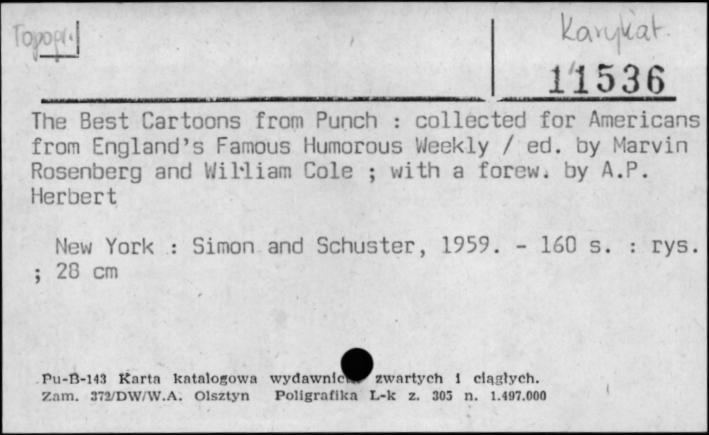 Topogr.
Karykat.
11536
The Best Cartoons from Punch : collected for Americans
from England's Famous Humorous Weekly / ed. by Marvin
Rosenberg and William Cole ; with a forew. by A.P.
Herbert
New York : Simon and Schuster, 1959. - 160 s. : rys.
; 28 cm
Pu-B-143 Karta katalogowa wydawnictw zwartych i ciągłych.
Zam. 372/DW/W.A. Olsztyn Poligrafika L-k z. 305 n. 1.497.000